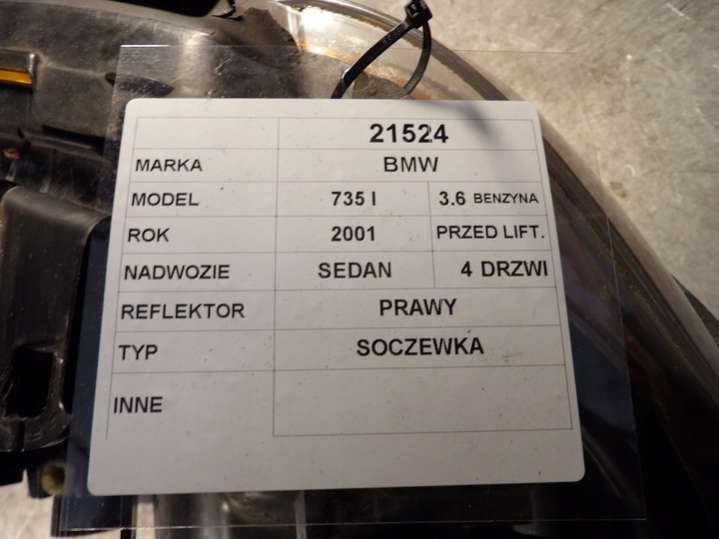 21524
MARKA BMW
MODEL 735 I 3.6 BENZYNA
ROK 2001 PRZED LIFT.
NADWOZIE SEDAN 4 DRZWI
REFLEKTOR PRAWY
TYP SOCZEWKA
INNE